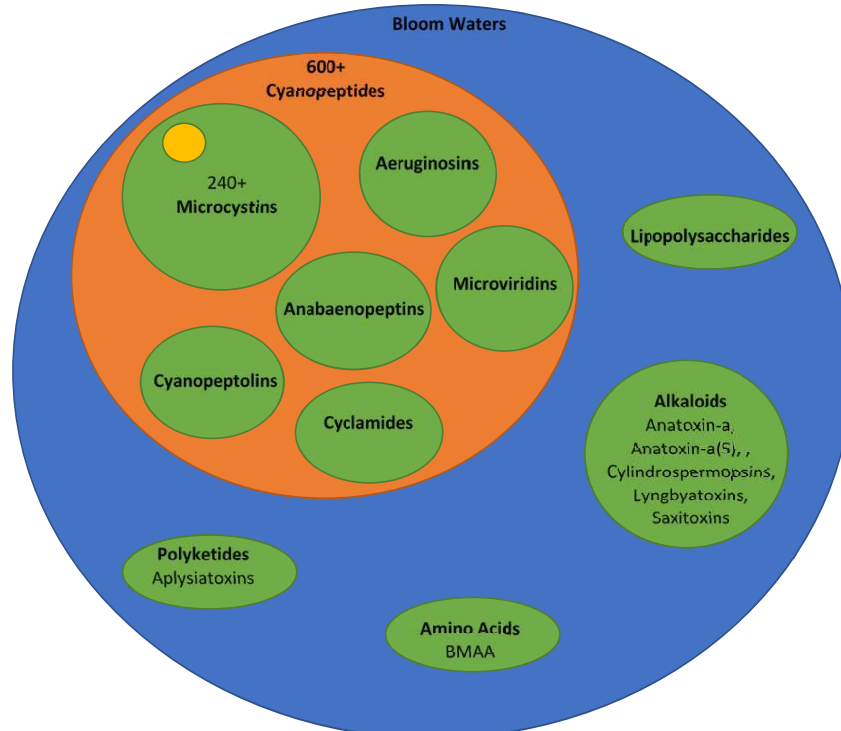 Bloom Waters
600+
Cyanopeptides
240+
Microcystins
Aeruginosins
Lipopolysaccharides
Microviridins
Anabaenopeptins
Cyanopeptolins
Cyclamides
Alkaloids
Anatoxin-a,
Anatoxin-a(S), ,
Cylindrospermopsins,
Lyngbyatoxins,
Saxitoxins
Polyketides
Aplysiatoxins
Amino Acids
BMAA